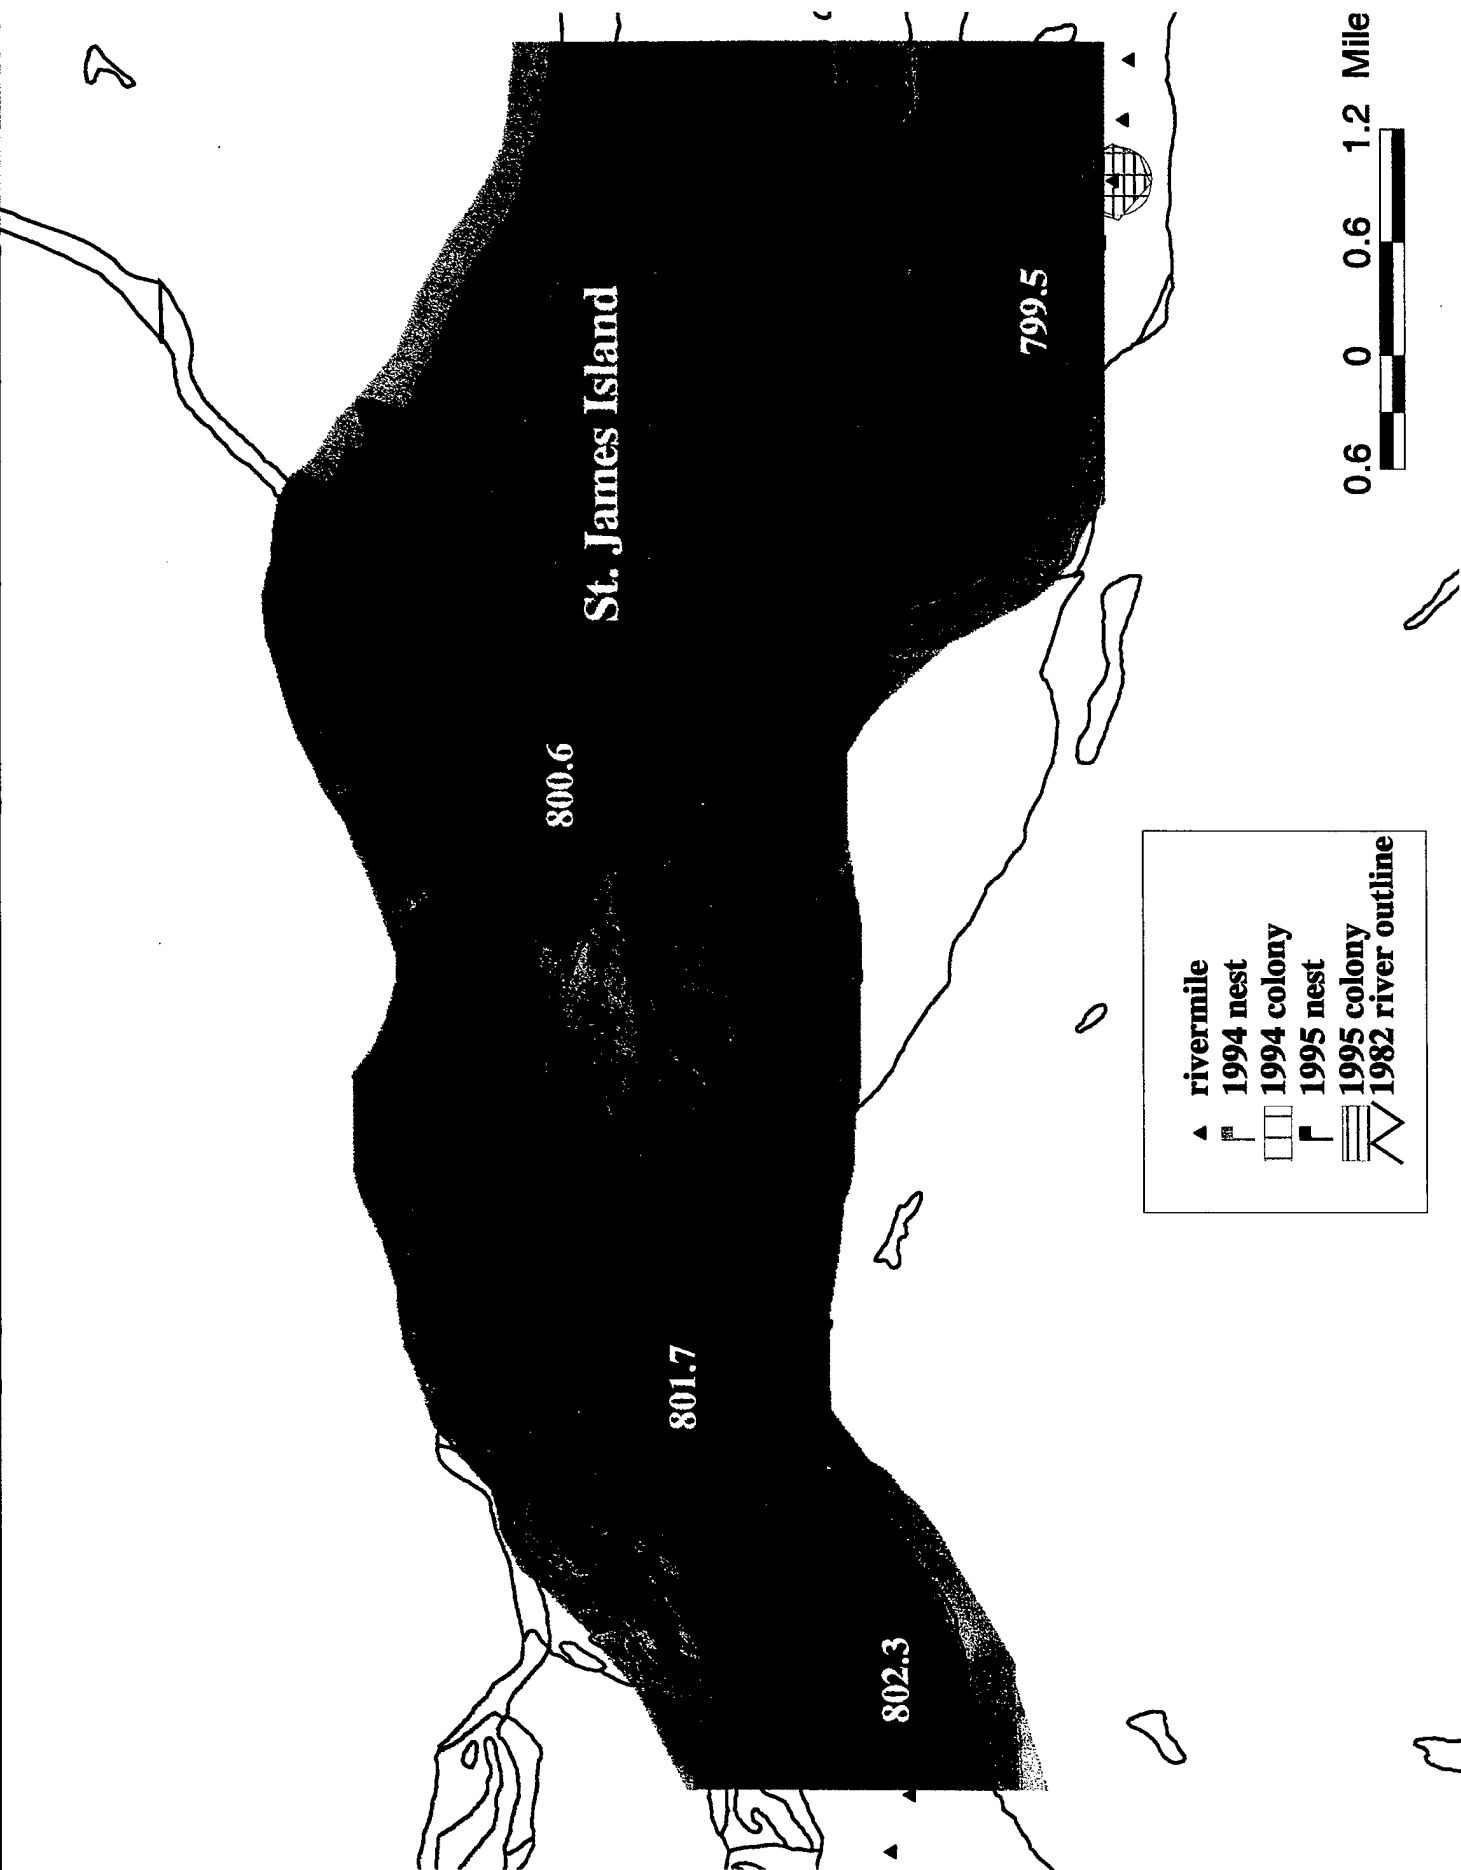 St. James Island
799.5
800.6
801.7
802.3
rivermile
1994 nest
1994 colony
1995 nest
1995 colony
1982 river outline
0.6 0 0.6 1.2 Mile